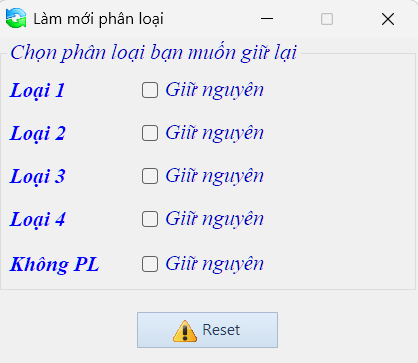 Làm mới phân loại
Chọn phân loại bạn muốn giữ lại
Loại 1 Giữ nguyên
Loại 2 Giữ nguyên
Loại 3 Giữ nguyên
Loại 4 Giữ nguyên
Không PL Giữ nguyên
Reset